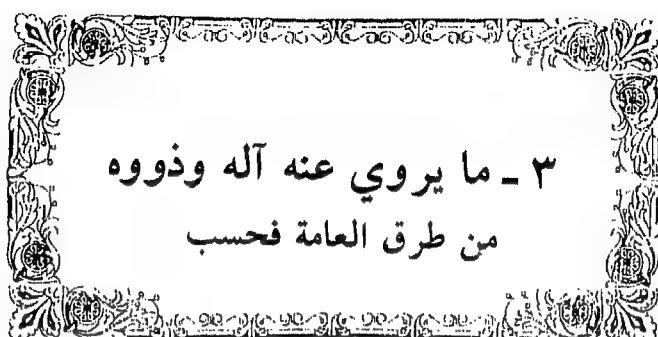 ٣ ـ ما يروي عنه آله وذووه
من طرق العامة فحسب